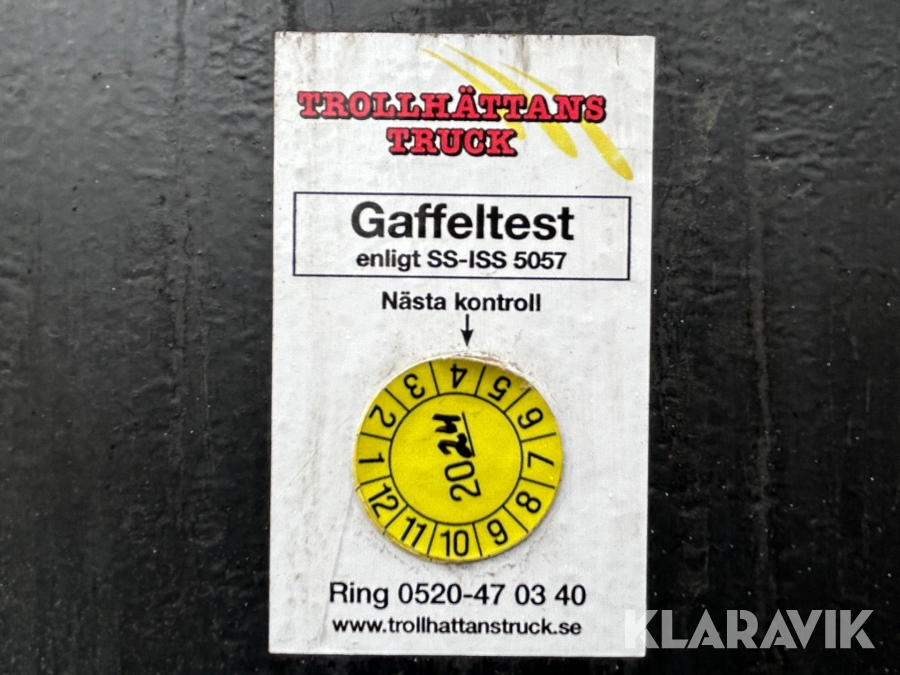 TROLLHÄTTANS
TRUCK
Gaffeltest
enligt SS-ISS 5057
Nästa kontroll
1 2 3 4 5 6 7 8 9 10 11 12
2024
Ring 0520-47 03 40
www.trollhattanstruck.se
KLARAVIK